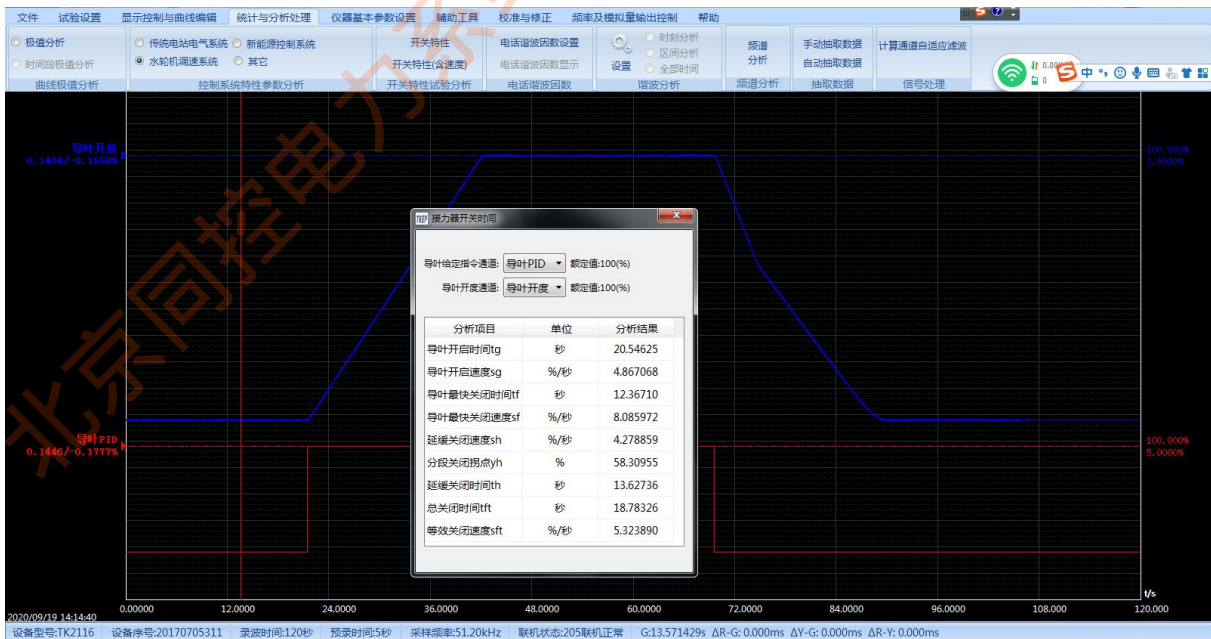 文件 试验设置 显示控制与曲线编辑 统计与分析处理 仪器基本参数设置 辅助工具 校准与修正 频率及模拟量输出控制 帮助
极值分析 传统电站电气系统 新能源控制系统 开关特性 电话谐波因数设置 时刻分析 频谱分析 手动抽取数据 计算通道自适应滤波
区间分析
时间段极值分析 水轮机调速系统 其它 开关特性(含速度) 电话谐波因数显示 设置 全部时间 自动抽取数据
曲线极值分析 控制系统特性参数分析 开关特性试验分析 电话谐波因数 谐波分析 频谱分析 抽取数据 信号处理
中
导叶开度
100.000%
2.0000%
接力器开关时间
导叶给定指令通道: 导叶PID 额定值:100(%)
导叶开度通道: 导叶开度 额定值:100(%)
分析项目 单位 分析结果
导叶开启时间tg 秒 20.54625
导叶开启速度sg %/秒 4.867068
导叶最快关闭时间tf 秒 12.36710
导叶最快关闭速度sf %/秒 8.085972
延缓关闭速度sh %/秒 4.278859
分段关闭拐点yh % 58.30955
延缓关闭时间th 秒 13.62736
总关闭时间tft 秒 18.78326
等效关闭速度sft %/秒 5.323890
导叶PID
0.1446/-0.1777%
100.000%
5.0000%
北京同控电力系
t/s
0.00000 12.0000 24.0000 36.0000 48.0000 60.0000 72.0000 84.0000 96.0000 108.000 120.000
2020/09/19 14:14:40
设备型号:TK2116 设备序号:20170705311 录波时间:120秒 预录时间:5秒 采样频率:51.20kHz 联机状态:205联机正常 G:13.571429s ΔR-G: 0.000ms ΔY-G: 0.000ms ΔR-Y: 0.000ms